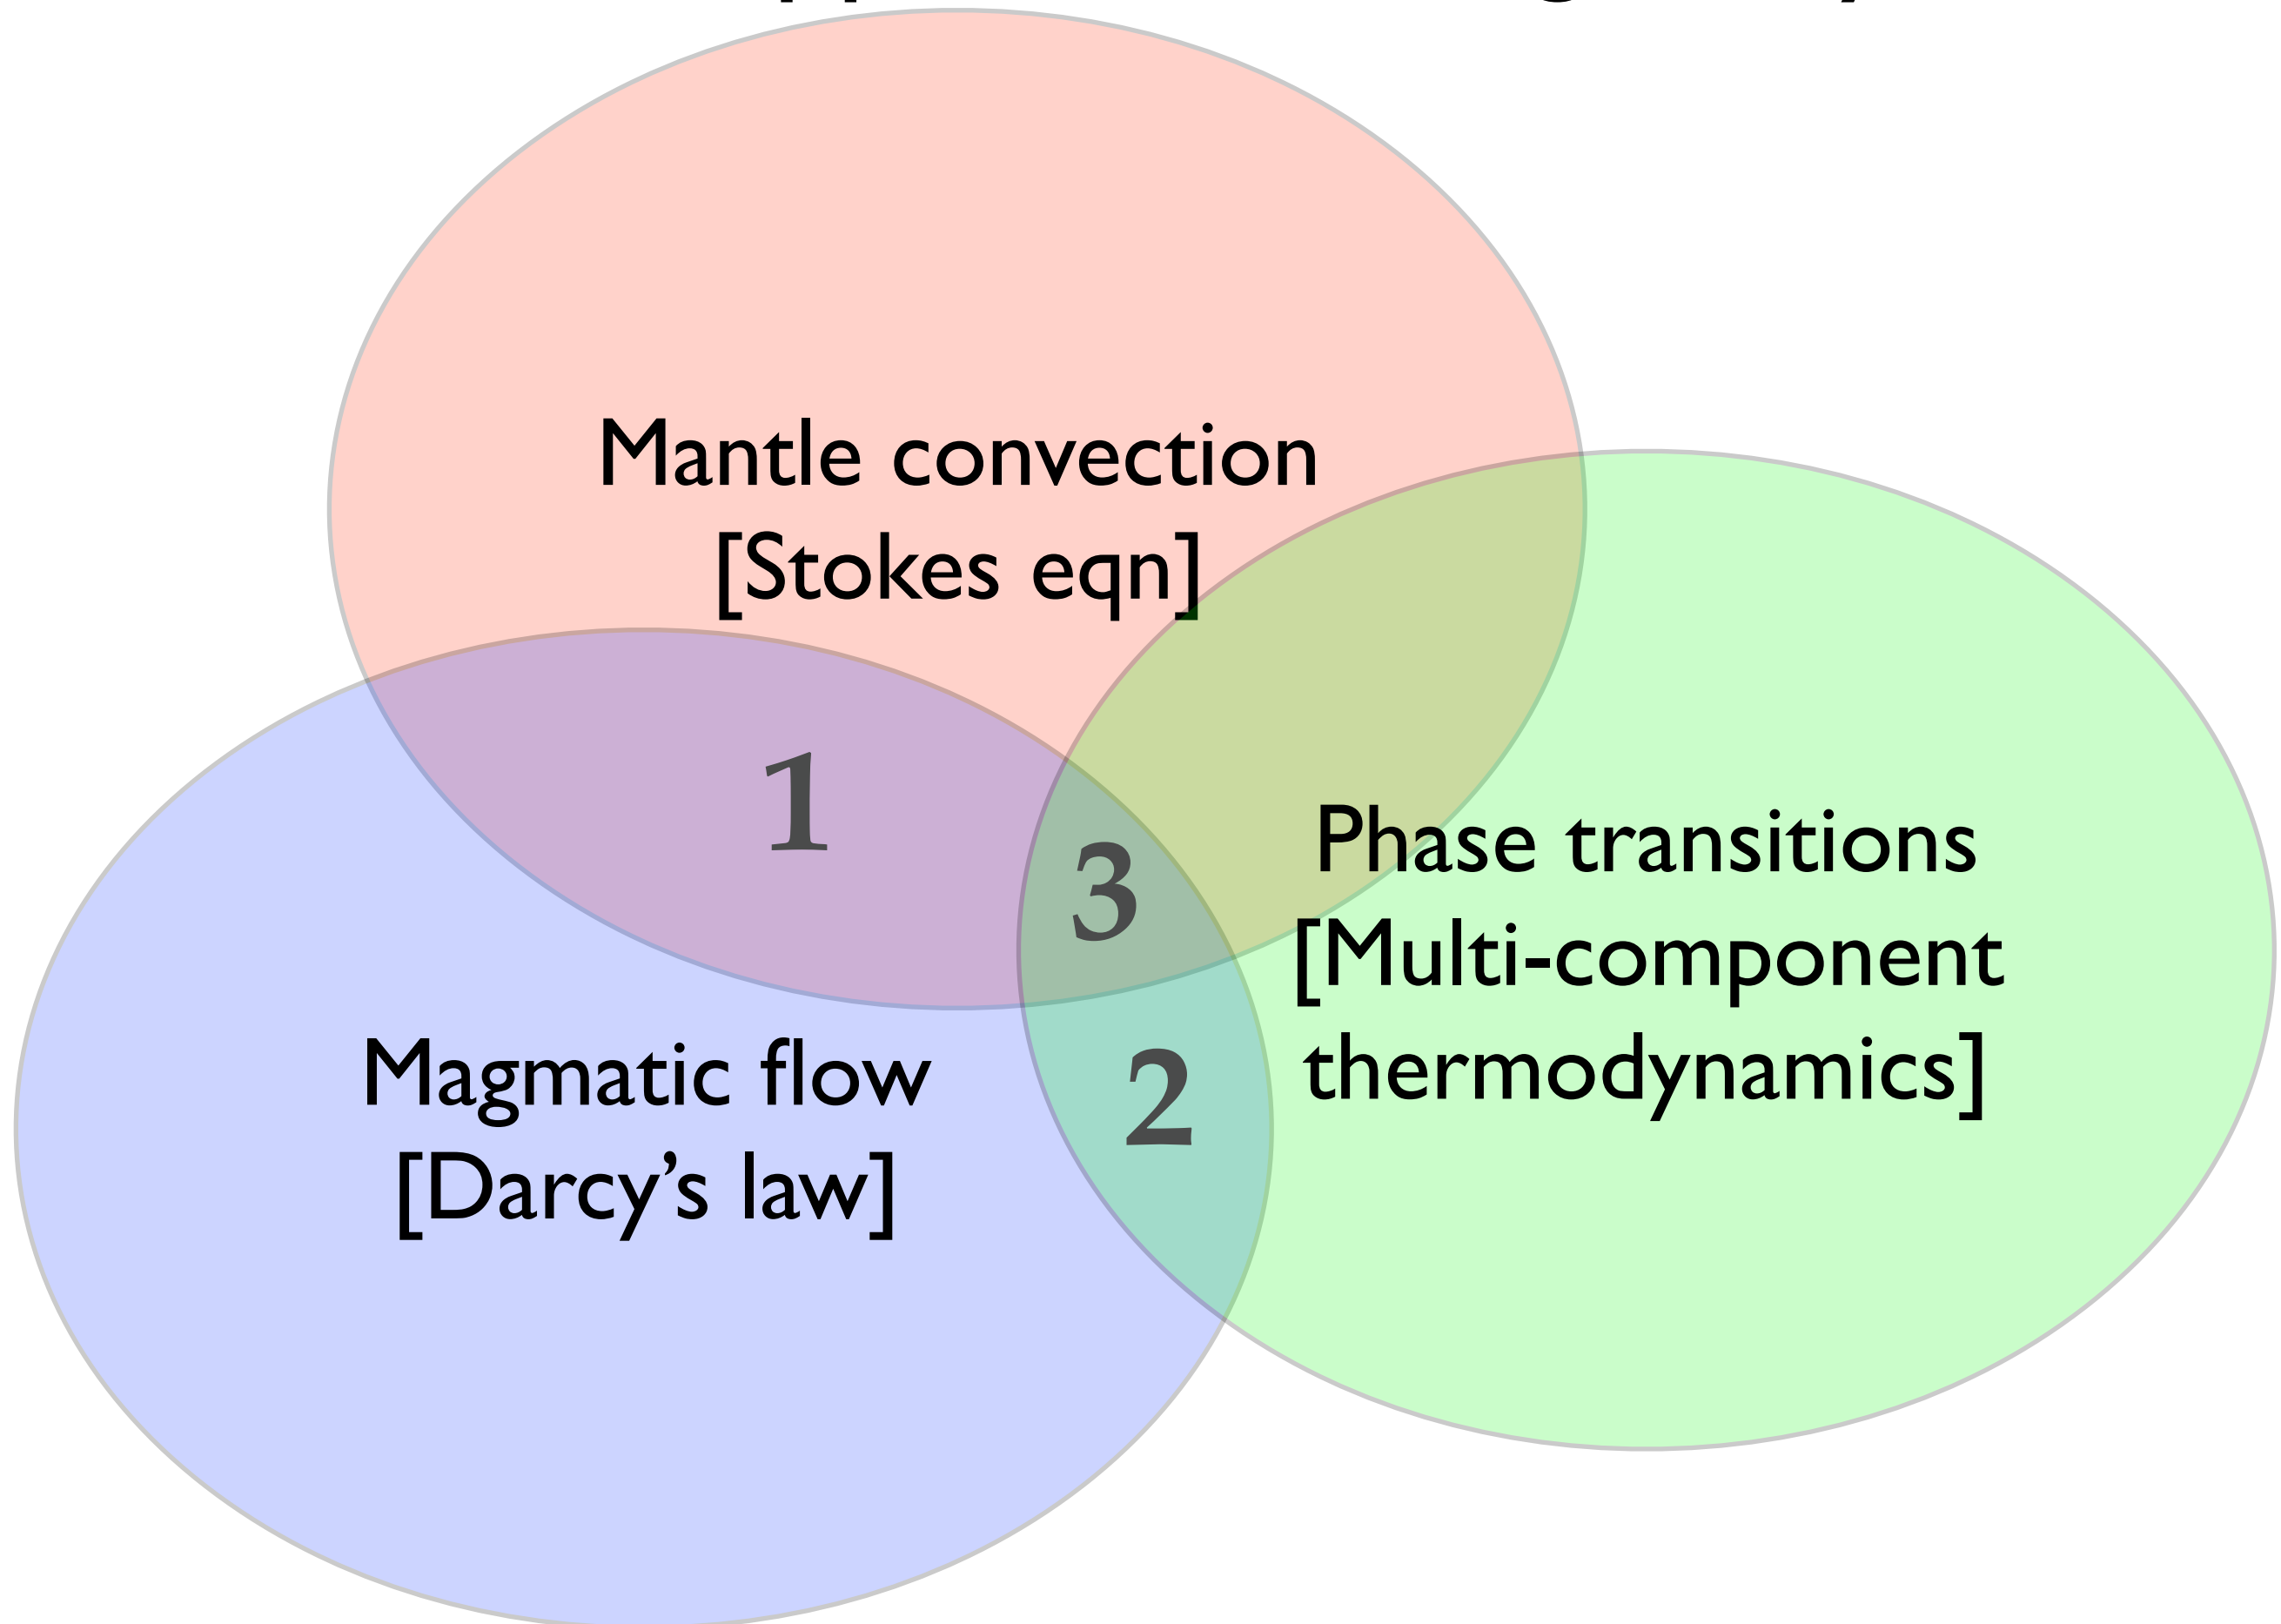 Mantle convection
[Stokes eqn]
1
3
Phase transitions
[Multi-component
thermodynamics]
2
Magmatic flow
[Darcy’s law]